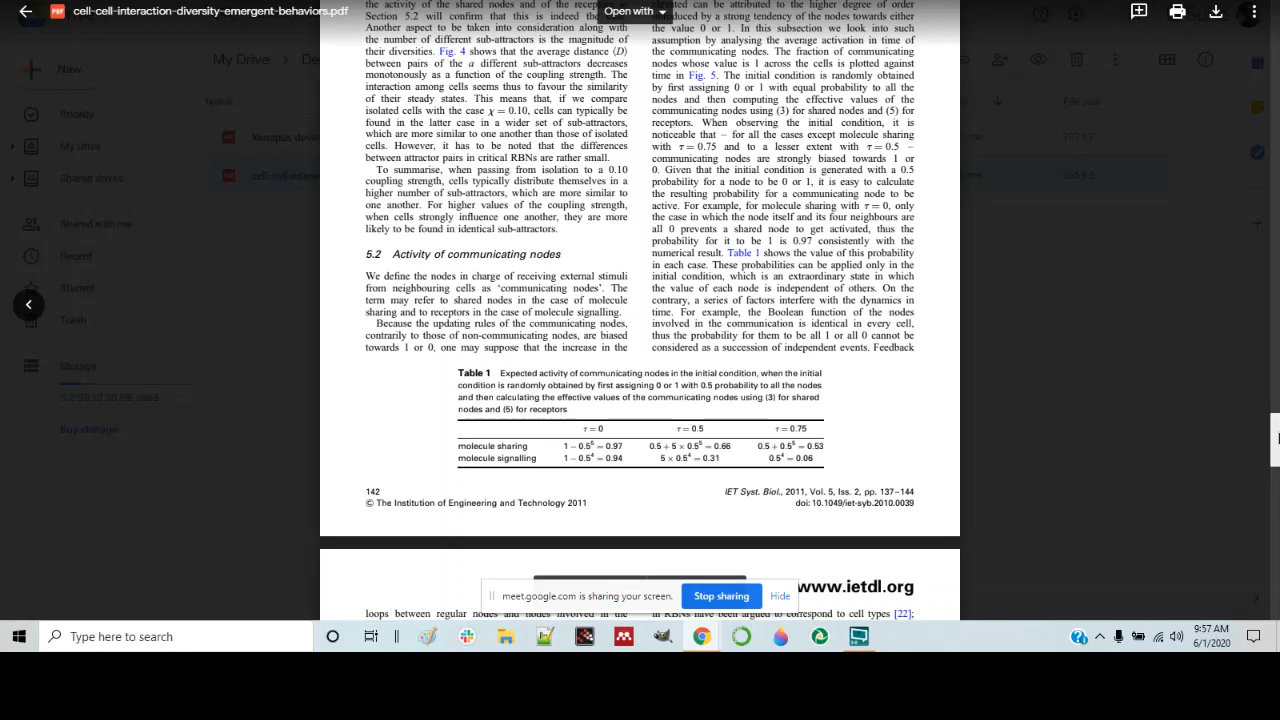 cell-cell-interaction-diversity-emergent-behaviors.pdf
Open with
New
My Drive
Priority
My Drive
Shared drives
Shared with me
Recent
Starred
Trash
Storage
Buy storage
Name
File size
the activity of the shared nodes and of the receptors in
Section 5.2 will confirm that this is indeed the case.
Another aspect to be taken into consideration along with
the number of different sub-attractors is the magnitude of
their diversities. Fig. 4 shows that the average distance ⟨D⟩
between pairs of the a different sub-attractors decreases
monotonously as a function of the coupling strength. The
interaction among cells seems thus to favour the similarity
of their steady states. This means that, if we compare
isolated cells with the case χ = 0.10, cells can typically be
found in the latter case in a wider set of sub-attractors,
which are more similar to one another than those of isolated
cells. However, it has to be noted that the differences
between attractor pairs in critical RBNs are rather small.
To summarise, when passing from isolation to a 0.10
coupling strength, cells typically distribute themselves in a
higher number of sub-attractors, which are more similar to
one another. For higher values of the coupling strength,
when cells strongly influence one another, they are more
likely to be found in identical sub-attractors.
5.2 Activity of communicating nodes
We define the nodes in charge of receiving external stimuli
from neighbouring cells as ‘communicating nodes’. The
term may refer to shared nodes in the case of molecule
sharing and to receptors in the case of molecule signalling.
Because the updating rules of the communicating nodes,
contrarily to those of non-communicating nodes, are biased
towards 1 or 0, one may suppose that the increase in the
elevated can be attributed to the higher degree of order
introduced by a strong tendency of the nodes towards either
the value 0 or 1. In this subsection we look into such
assumption by analysing the average activation in time of
the communicating nodes. The fraction of communicating
nodes whose value is 1 across the cells is plotted against
time in Fig. 5. The initial condition is randomly obtained
by first assigning 0 or 1 with equal probability to all the
nodes and then computing the effective values of the
communicating nodes using (3) for shared nodes and (5) for
receptors. When observing the initial condition, it is
noticeable that – for all the cases except molecule sharing
with τ = 0.75 and to a lesser extent with τ = 0.5 –
communicating nodes are strongly biased towards 1 or
0. Given that the initial condition is generated with a 0.5
probability for a node to be 0 or 1, it is easy to calculate
the resulting probability for a communicating node to be
active. For example, for molecule sharing with τ = 0, only
the case in which the node itself and its four neighbours are
all 0 prevents a shared node to get activated, thus the
probability for it to be 1 is 0.97 consistently with the
numerical result. Table 1 shows the value of this probability
in each case. These probabilities can be applied only in the
initial condition, which is an extraordinary state in which
the value of each node is independent of others. On the
contrary, a series of factors interfere with the dynamics in
time. For example, the Boolean function of the nodes
involved in the communication is identical in every cell,
thus the probability for them to be all 1 or all 0 cannot be
considered as a succession of independent events. Feedback
Table 1 Expected activity of communicating nodes in the initial condition, when the initial
condition is randomly obtained by first assigning 0 or 1 with 0.5 probability to all the nodes
and then calculating the effective values of the communicating nodes using (3) for shared
nodes and (5) for receptors
τ = 0 τ = 0.5 τ = 0.75
molecule sharing 1 − 0.5⁵ = 0.97 0.5 + 5 × 0.5⁵ = 0.66 0.5 + 0.5⁵ = 0.53
molecule signalling 1 − 0.5⁴ = 0.94 5 × 0.5⁴ = 0.31 0.5⁴ = 0.06
142
© The Institution of Engineering and Technology 2011
IET Syst. Biol., 2011, Vol. 5, Iss. 2, pp. 137–144
doi: 10.1049/iet-syb.2010.0039
www.ietdl.org
meet.google.com is sharing your screen.
Stop sharing
Hide
loops between regular nodes and nodes involved in the
in RBNs have been argued to correspond to cell types [22];
Type here to search
9:57 AM
6/1/2020